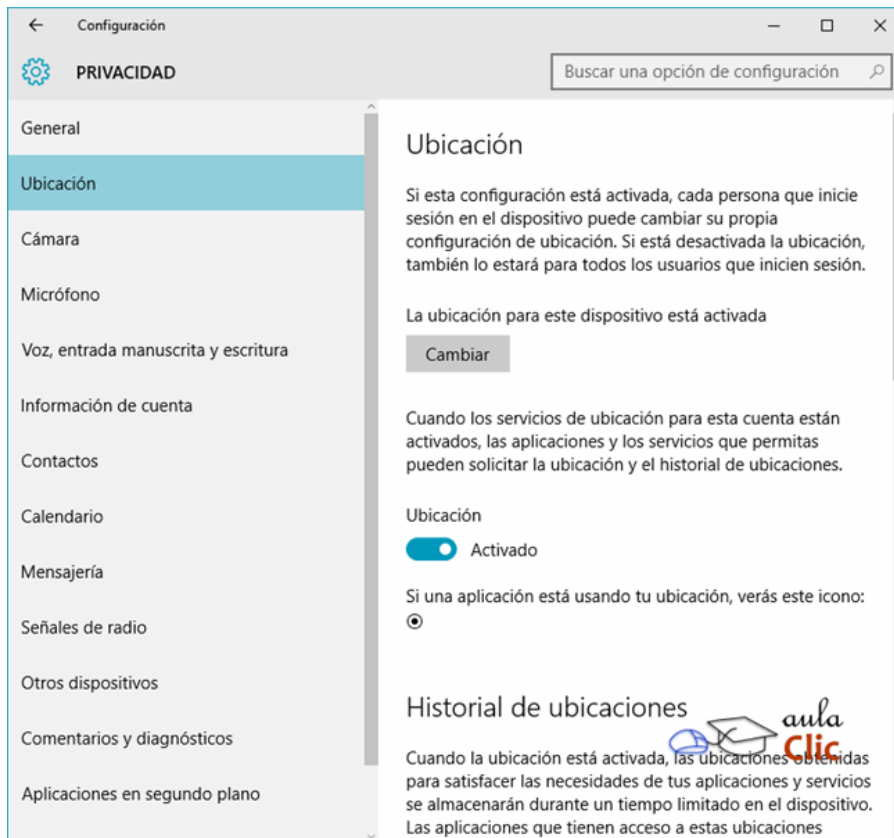 Configuración
PRIVACIDAD
Buscar una opción de configuración
General
Ubicación
Cámara
Micrófono
Voz, entrada manuscrita y escritura
Información de cuenta
Contactos
Calendario
Mensajería
Señales de radio
Otros dispositivos
Comentarios y diagnósticos
Aplicaciones en segundo plano
Ubicación
Si esta configuración está activada, cada persona que inicie
sesión en el dispositivo puede cambiar su propia
configuración de ubicación. Si está desactivada la ubicación,
también lo estará para todos los usuarios que inicien sesión.
La ubicación para este dispositivo está activada
Cambiar
Cuando los servicios de ubicación para esta cuenta están
activados, las aplicaciones y los servicios que permitas
pueden solicitar la ubicación y el historial de ubicaciones.
Ubicación
Activado
Si una aplicación está usando tu ubicación, verás este icono:
Historial de ubicaciones
aula
Clic
Cuando la ubicación está activada, las ubicaciones obtenidas
para satisfacer las necesidades de tus aplicaciones y servicios
se almacenarán durante un tiempo limitado en el dispositivo.
Las aplicaciones que tienen acceso a estas ubicaciones